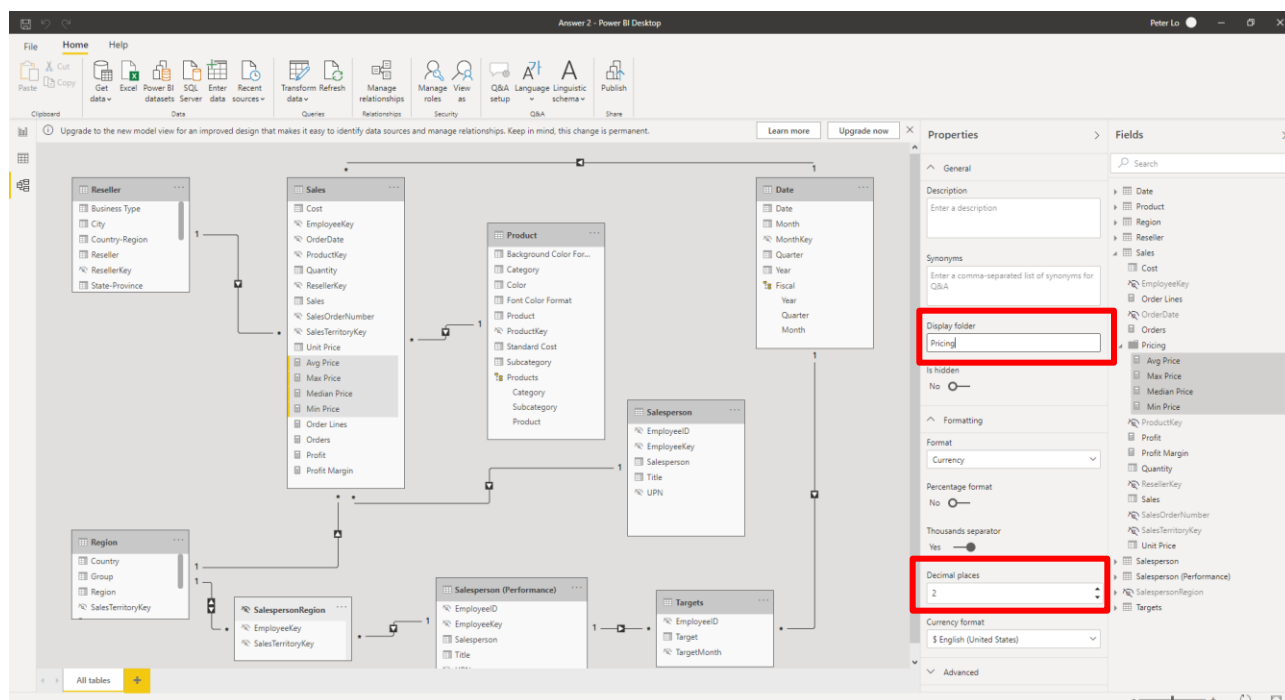 Answer 2 - Power BI Desktop
Peter Lo
File Home Help
Paste
Cut
Copy
Get data
Excel
Power BI datasets
SQL Server
Enter data
Recent sources
Transform data
Refresh
Manage relationships
Manage roles
View as
Q&A setup
Language
Linguistic schema
Publish
Clipboard
Data
Queries
Relationships
Security
Q&A
Share
Upgrade to the new model view for an improved design that makes it easy to identify data sources and manage relationships. Keep in mind, this change is permanent.
Learn more
Upgrade now
Reseller
Business Type
City
Country-Region
Reseller
ResellerKey
State-Province
1
*
Sales
Cost
EmployeeKey
OrderDate
ProductKey
Quantity
ResellerKey
Sales
SalesOrderNumber
SalesTerritoryKey
Unit Price
Avg Price
Max Price
Median Price
Min Price
Order Lines
Orders
Profit
Profit Margin
*
*
*
*
Product
Background Color For...
Category
Color
Font Color Format
Product
ProductKey
Standard Cost
Subcategory
Products
Category
Subcategory
Product
1
1
Date
Date
Month
MonthKey
Quarter
Year
Fiscal
Year
Quarter
Month
1
Salesperson
EmployeeID
EmployeeKey
Salesperson
Title
UPN
1
Region
Country
Group
Region
SalesTerritoryKey
1
1
SalespersonRegion
EmployeeKey
SalesTerritoryKey
*
*
Salesperson (Performance)
EmployeeID
EmployeeKey
Salesperson
Title
1
1
Targets
EmployeeID
Target
TargetMonth
*
*
All tables
+
Properties
General
Description
Enter a description
Synonyms
Enter a comma-separated list of synonyms for
Q&A
Display folder
Pricing
Is hidden
No
Formatting
Format
Currency
Percentage format
No
Thousands separator
Yes
Decimal places
2
Currency format
$ English (United States)
Advanced
Fields
Search
Date
Product
Region
Reseller
Sales
Cost
EmployeeKey
Order Lines
OrderDate
Orders
Pricing
Avg Price
Max Price
Median Price
Min Price
ProductKey
Profit
Profit Margin
Quantity
ResellerKey
Sales
SalesOrderNumber
SalesTerritoryKey
Unit Price
Salesperson
Salesperson (Performance)
SalespersonRegion
Targets